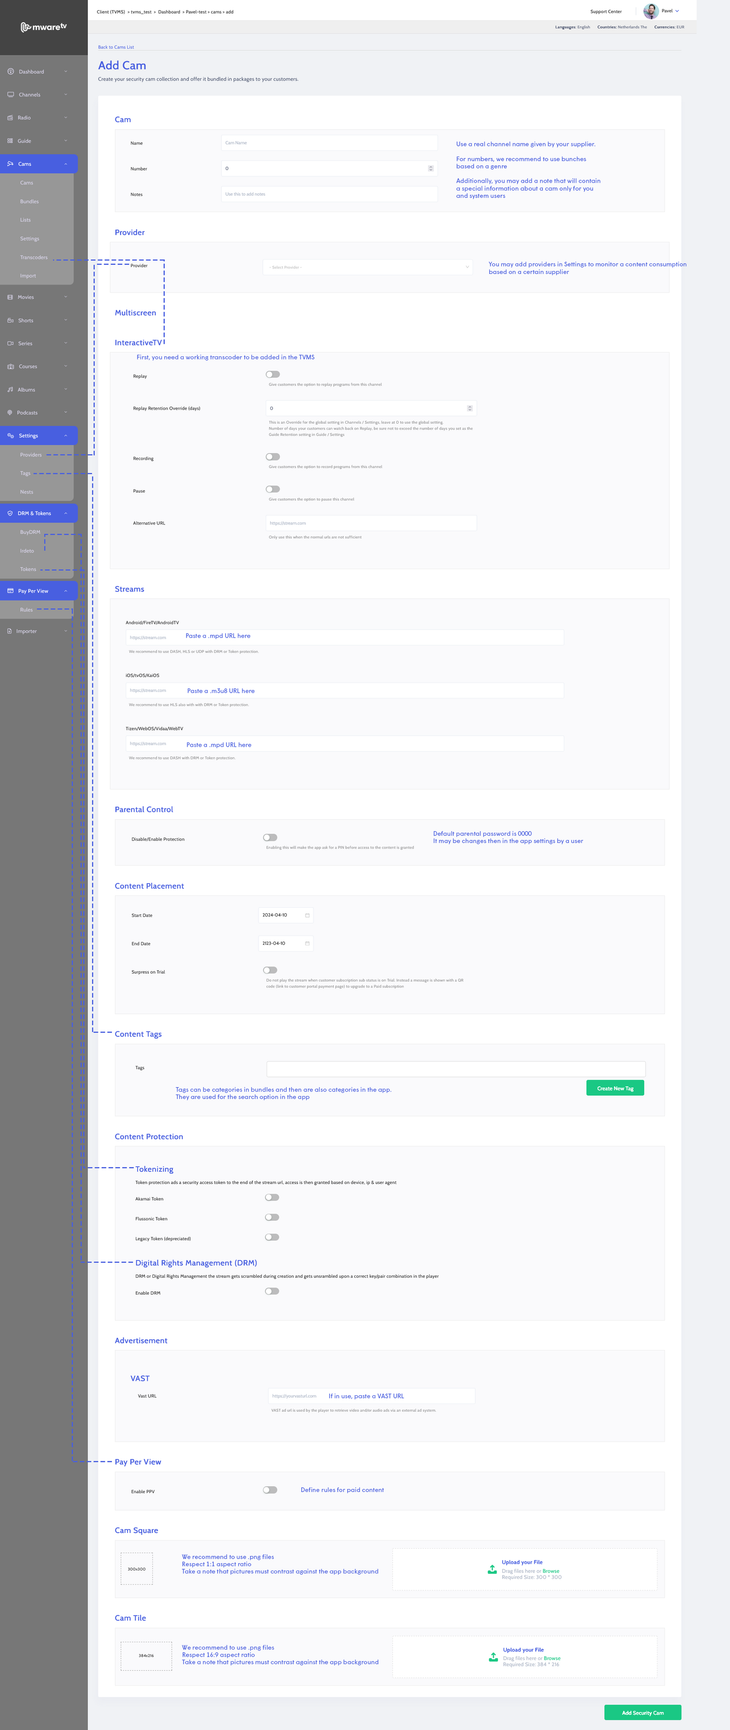 Client (TVMS) > tvms_test > Dashboard > Pavel-test > cams > add
Support Center
Pavel
mwaretv
Languages: English Countries: Netherlands The Currencies: EUR
Back to Cams List
Add Cam
Create your security cam collection and offer it bundled in packages to your customers.
Dashboard
Channels
Radio
Guide
Cams
Cams
Bundles
Lists
Settings
Transcoders
Import
Movies
Shorts
Series
Courses
Albums
Podcasts
Settings
Providers
Tags
Nests
DRM & Tokens
BuyDRM
Irdeto
Tokens
Pay Per View
Rules
Importer
Cam
Name
Cam Name
Number
0
Notes
Use this to add notes
Use a real channel name given by your supplier.
For numbers, we recommend to use bunches
based on a genre
Additionally, you may add a note that will contain
a special information about a cam only for you
and system users
Provider
Provider
- Select Provider -
You may add providers in Settings to monitor a content consumption
based on a certain supplier
Multiscreen
InteractiveTV
First, you need a working transcoder to be added in the TVMS
Replay
Give customers the option to replay programs from this channel
Replay Retention Override (days)
0
This is an Override for the global setting in Channels / Settings, leave at 0 to use the global setting
Number of days your customers can watch back on Replay, be sure not to exceed the number of days you set as the
Guide Retention setting in Guide / Settings.
Recording
Give customers the option to record programs from this channel
Pause
Give customers the option to pause this channel
Alternative URL
https://stream.com
Only use this when the normal urls are not sufficient
Streams
Android/FireTV/AndroidTV
https://stream.com
Paste a .mpd URL here
We recommend to use DASH, HLS or UDP with DRM or Token protection.
iOS/tvOS/KaiOS
https://stream.com
Paste a .m3u8 URL here
We recommend to use HLS also with with DRM or Token protection.
Tizen/WebOS/Vidaa/WebTV
https://stream.com
Paste a .mpd URL here
We recommend to use DASH with DRM or Token protection.
Parental Control
Disable/Enable Protection
Enabling this will make the app ask for a PIN before access to the content is granted
Default parental password is 0000
It may be changes then in the app settings by a user
Content Placement
Start Date
2024-04-10
End Date
2123-04-10
Surpress on Trial
Do not play the stream when customer subscription sub status is on Trial. Instead a message is shown with a QR
code (link to customer portal payment page) to upgrade to a Paid subscription.
Content Tags
Tags
Create New Tag
Tags can be categories in bundles and then are also categories in the app.
They are used for the search option in the app
Content Protection
Tokenizing
Token protection ads a security access token to the end of the stream url, access is then granted based on device, ip & user agent
Akamai Token
Flussonic Token
Legacy Token (depreciated)
Digital Rights Management (DRM)
DRM or Digital Rights Management the stream gets scrambled during creation and gets unscrambled upon a correct key/pair combination in the player
Enable DRM
Advertisement
VAST
Vast URL
https://yourvasturl.com
If in use, paste a VAST URL
VAST ad url is used by the player to retrieve video and/or audio ads via an external ad system.
Pay Per View
Enable PPV
Define rules for paid content
Cam Square
300x300
We recommend to use .png files
Respect 1:1 aspect ratio
Take a note that pictures must contrast against the app background
Upload your File
Drag files here or Browse
Required Size: 300 * 300
Cam Tile
384x216
We recommend to use .png files
Respect 16:9 aspect ratio
Take a note that pictures must contrast against the app background
Upload your File
Drag files here or Browse
Required Size: 384 * 216
Add Security Cam